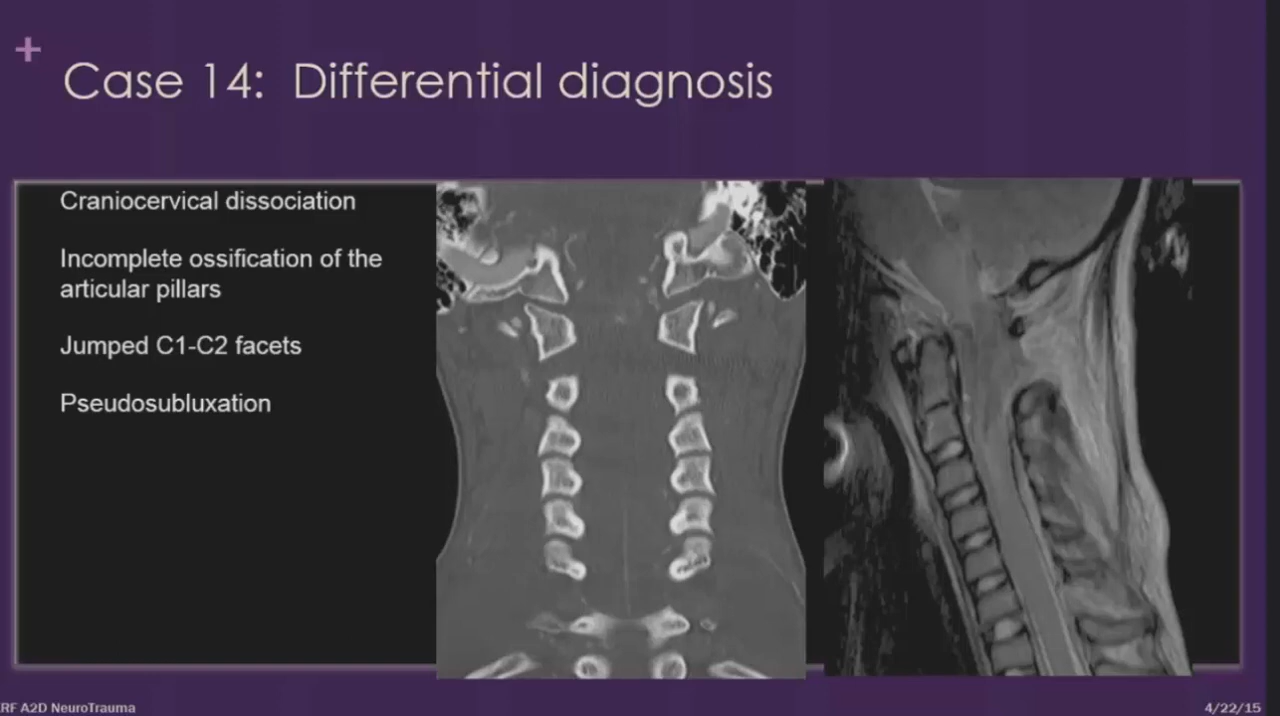 +
Case 14: Differential diagnosis
Craniocervical dissociation
Incomplete ossification of the
articular pillars
Jumped C1-C2 facets
Pseudosubluxation
RF A2D NeuroTrauma
4/22/15